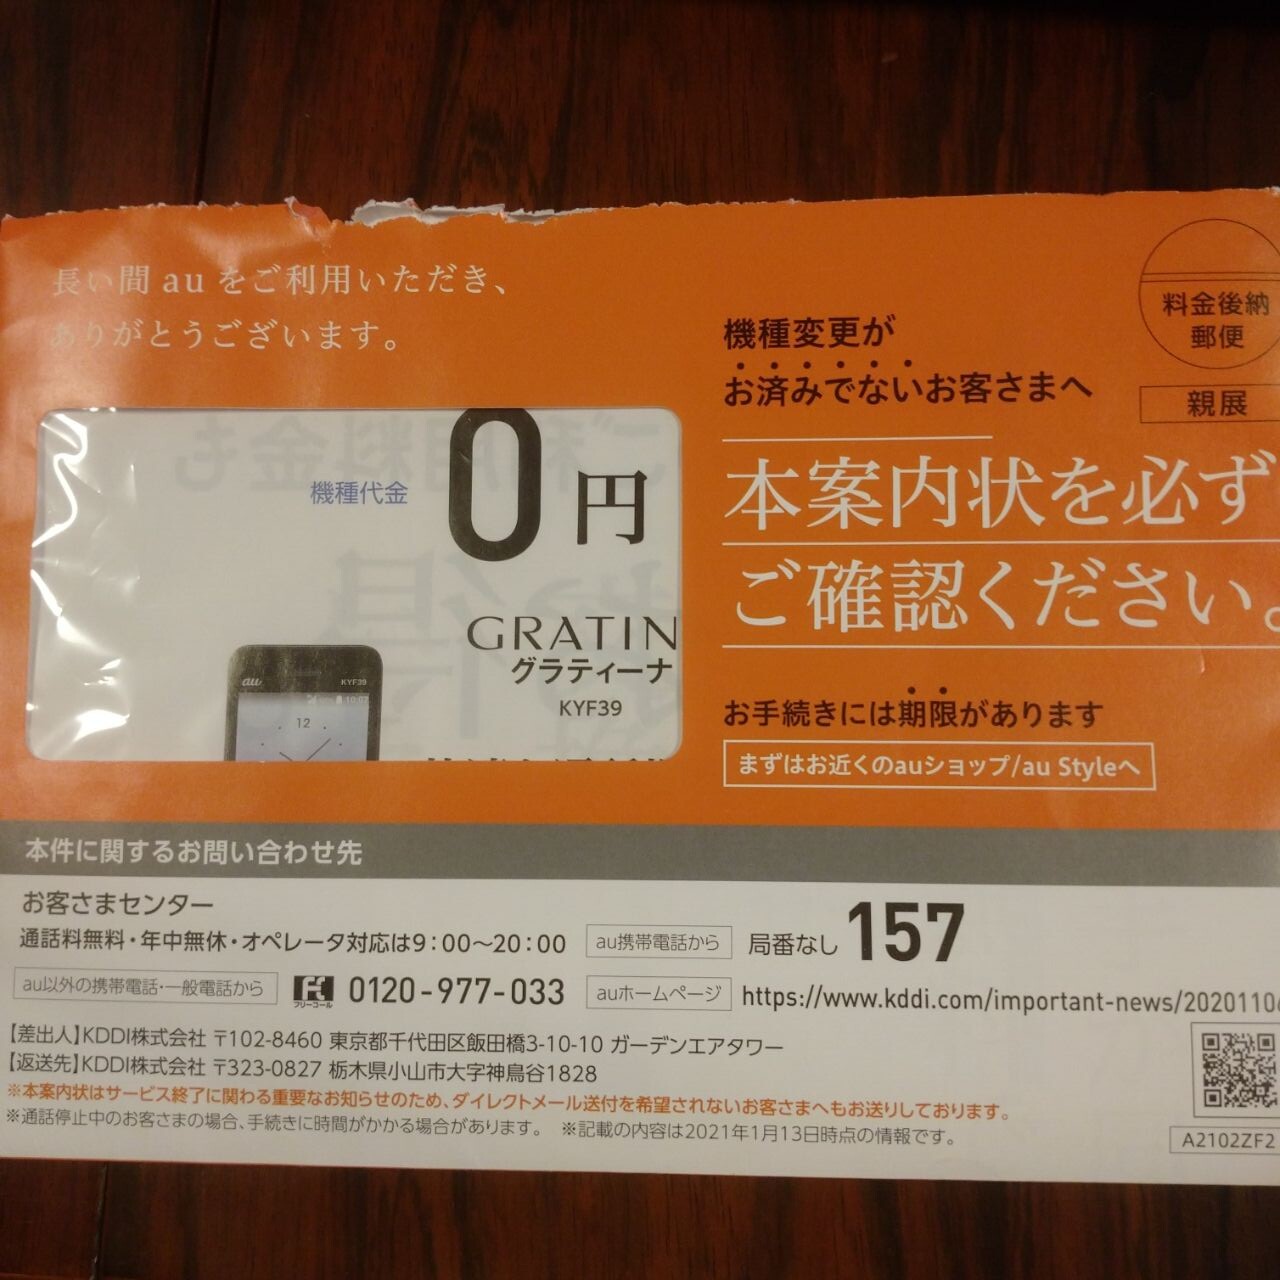 長い間 au をご利用いただき、
ありがとうございます。
料金後納
郵便
親展
機種変更が
お済みでないお客さまへ
本案内状を必ず
ご確認ください。
お手続きには期限があります
まずはお近くのauショップ/au Styleへ
ご利用料金も
機種代金
0円
GRATIN
グラティーナ
KYF39
au
KYF39
12
本件に関するお問い合わせ先
お客さまセンター
通話料無料・年中無休・オペレータ対応は9:00〜20:00
au携帯電話から 局番なし 157
au以外の携帯電話・一般電話から フリーコール 0120-977-033
auホームページ https://www.kddi.com/important-news/2020110
【差出人】KDDI株式会社 〒102-8460 東京都千代田区飯田橋3-10-10 ガーデンエアタワー
【返送先】KDDI株式会社 〒323-0827 栃木県小山市大字神鳥谷1828
※本案内状はサービス終了に関わる重要なお知らせのため、ダイレクトメール送付を希望されないお客さまへもお送りしております。
※通話停止中のお客さまの場合、手続きに時間がかかる場合があります。 ※記載の内容は2021年1月13日時点の情報です。
A2102ZF2